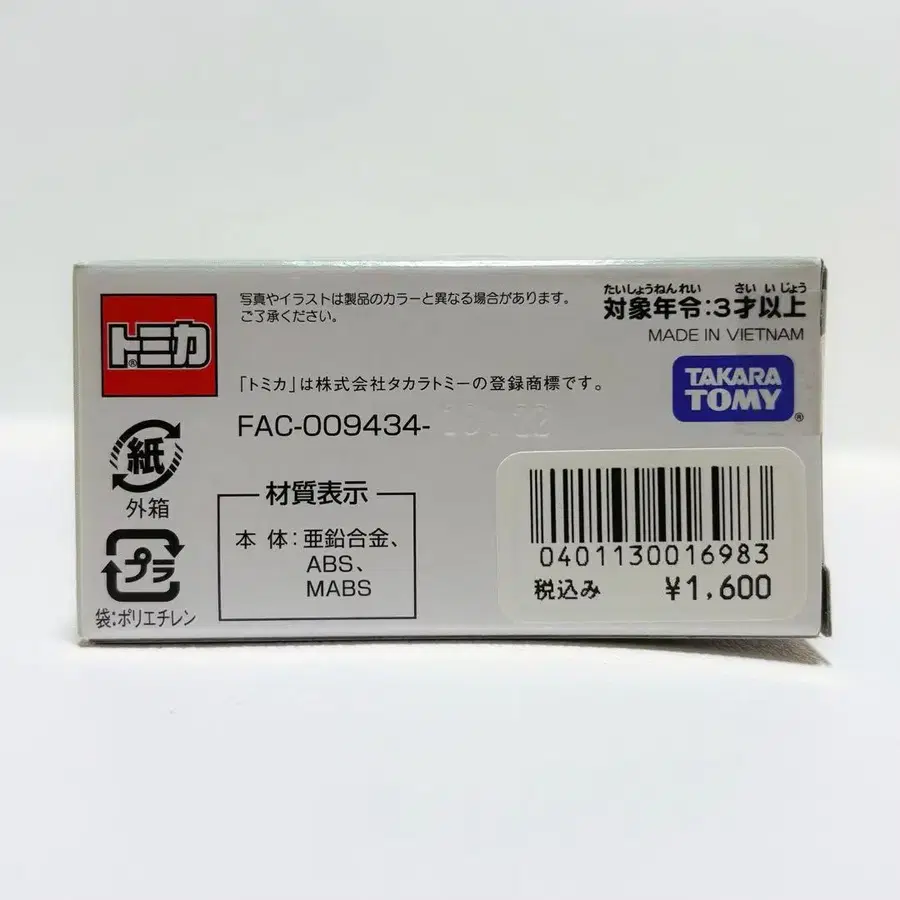 トミカ
®
写真やイラストは製品のカラーと異なる場合があります。
ご了承ください。
「トミカ」は株式会社タカラトミーの登録商標です。
FAC-009434-
たいしょうねんれい さい いじょう
対象年令:3才以上
MADE IN VIETNAM
TAKARA
TOMY
®
紙
外箱
プラ
袋:ポリエチレン
材質表示
本 体:亜鉛合金、
ABS、
MABS
0401130016983
税込み ¥1,600